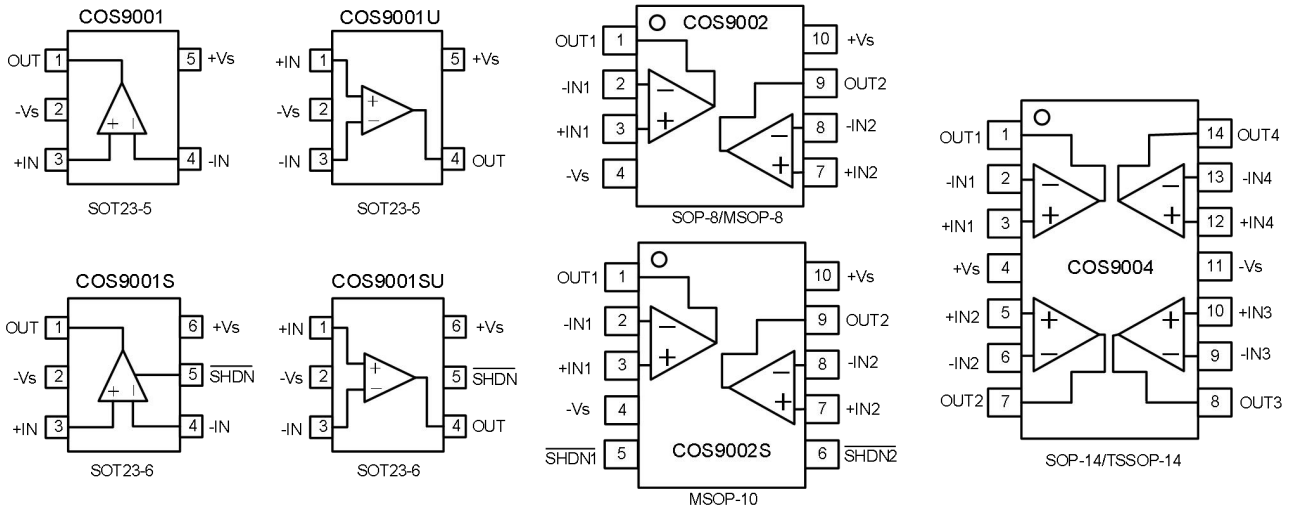 COS9001
OUT 1 5 +Vs
-Vs 2
+IN 3 4 -IN
+ −
SOT23-5
COS9001U
+IN 1 5 +Vs
-Vs 2
-IN 3 4 OUT
+
−
SOT23-5
COS9002
OUT1 1 10 +Vs
-IN1 2 9 OUT2
+IN1 3 8 -IN2
-Vs 4 7 +IN2
−
+
−
+
SOP-8/MSOP-8
COS9001S
OUT 1 6 +Vs
-Vs 2 5 SHDN
+IN 3 4 -IN
+ −
SOT23-6
COS9001SU
+IN 1 6 +Vs
-Vs 2 5 SHDN
-IN 3 4 OUT
+
−
SOT23-6
OUT1 1 10 +Vs
-IN1 2 9 OUT2
+IN1 3 8 -IN2
-Vs 4 7 +IN2
SHDN1 5 6 SHDN2
−
+
−
+
COS9002S
MSOP-10
OUT1 1 14 OUT4
-IN1 2 13 -IN4
+IN1 3 12 +IN4
+Vs 4 11 -Vs
+IN2 5 10 +IN3
-IN2 6 9 -IN3
OUT2 7 8 OUT3
− −
+ +
COS9004
+ +
− −
SOP-14/TSSOP-14